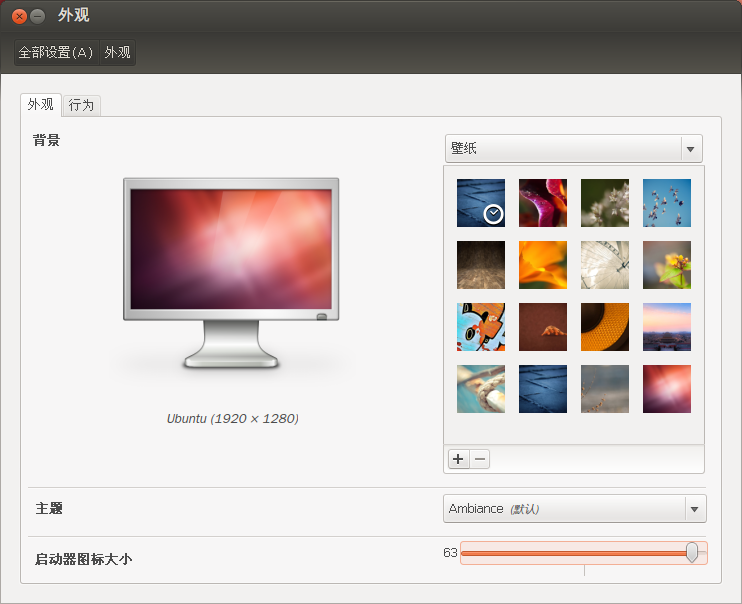 外观
全部设置(A) 外观
外观 行为
背景
壁纸
Ubuntu (1920 × 1280)
主题
Ambiance (默认)
启动器图标大小
63